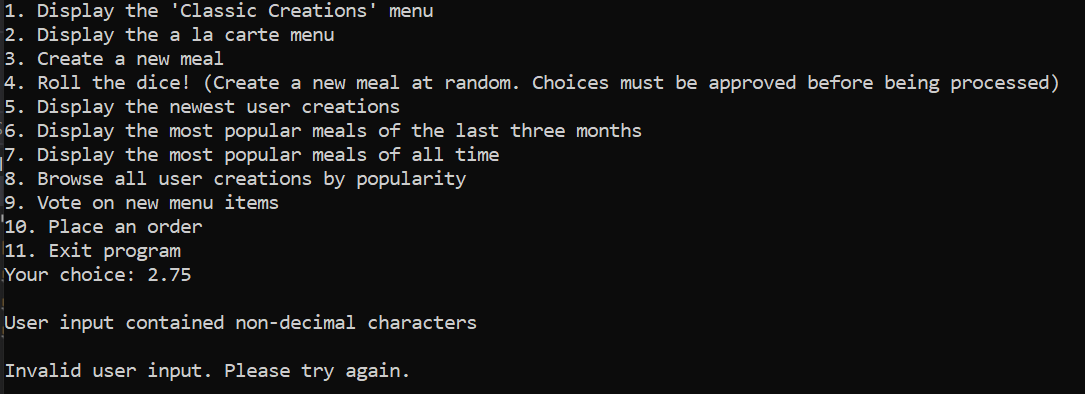 1. Display the 'Classic Creations' menu
2. Display the a la carte menu
3. Create a new meal
4. Roll the dice! (Create a new meal at random. Choices must be approved before being processed)
5. Display the newest user creations
6. Display the most popular meals of the last three months
7. Display the most popular meals of all time
8. Browse all user creations by popularity
9. Vote on new menu items
10. Place an order
11. Exit program
Your choice: 2.75
User input contained non-decimal characters
Invalid user input. Please try again.